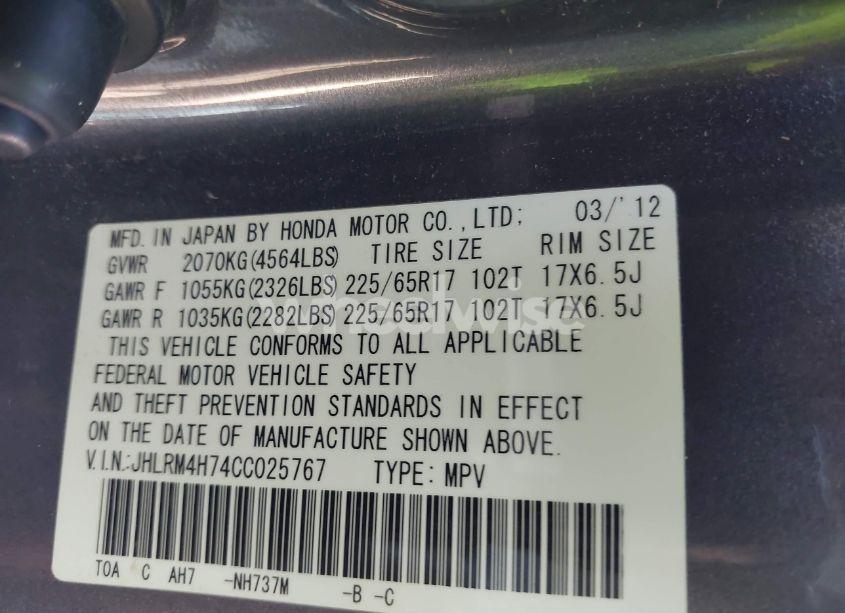 MFD. IN JAPAN BY HONDA MOTOR CO.,LTD; 03/'12
GVWR 2070KG(4564LBS) TIRE SIZE RIM SIZE
GAWR F 1055KG(2326LBS) 225/65R17 102T 17X6.5J
GAWR R 1035KG(2282LBS) 225/65R17 102T 17X6.5J
wheelwise
THIS VEHICLE CONFORMS TO ALL APPLICABLE
FEDERAL MOTOR VEHICLE SAFETY
AND THEFT PREVENTION STANDARDS IN EFFECT
ON THE DATE OF MANUFACTURE SHOWN ABOVE.
V.I.N.:JHLRM4H74CC025767 TYPE: MPV
TOA C AH7 -NH737M -B -C